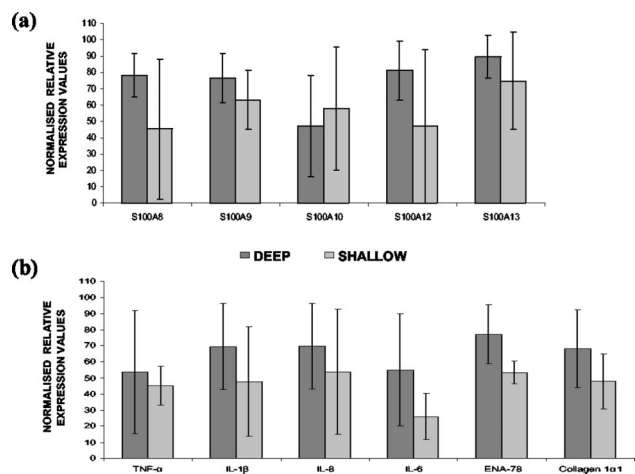 (a)
NORMALISED RELATIVE
EXPRESSION VALUES
110
100
90
80
70
60
50
40
30
20
10
0
S100A8 S100A9 S100A10 S100A12 S100A13
DEEP SHALLOW
(b)
NORMALISED RELATIVE
EXPRESSION VALUES
110
100
90
80
70
60
50
40
30
20
10
0
TNF-α IL-1β IL-8 IL-6 ENA-78 Collagen 1α1